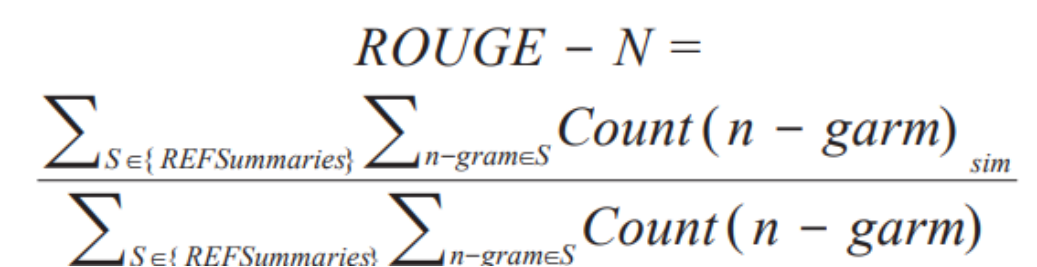 ROUGE − N =
∑S∈{REFSummaries} ∑n−gram∈S Count(n − garm)sim
∑S∈{REFSummaries} ∑n−gram∈S Count(n − garm)